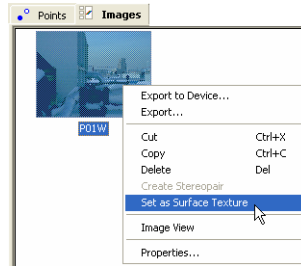 Points Images
P01W
Export to Device...
Export...
Cut Ctrl+X
Copy Ctrl+C
Delete Del
Create Stereopair
Set as Surface Texture
Image View
Properties...